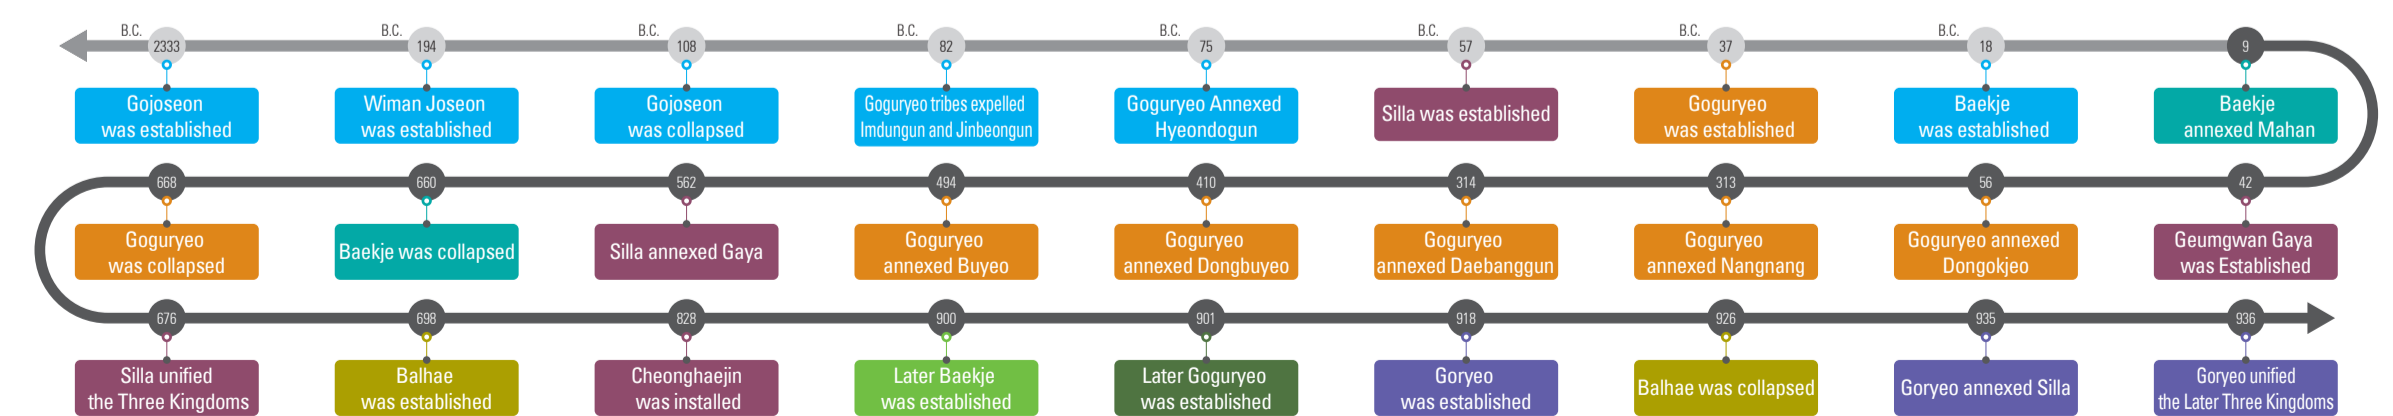 B.C. 2333
B.C. 194
B.C. 108
B.C. 82
B.C. 75
B.C. 57
B.C. 37
B.C. 18
9
Gojoseon
was established
Wiman Joseon
was established
Gojoseon
was collapsed
Goguryeo tribes expelled
Imdungun and Jinbeongun
Goguryeo Annexed
Hyeondogun
Silla was established
Goguryeo
was established
Baekje
was established
Baekje
annexed Mahan
668
660
562
494
410
314
313
56
42
Goguryeo
was collapsed
Baekje was collapsed
Silla annexed Gaya
Goguryeo
annexed Buyeo
Goguryeo
annexed Dongbuyeo
Goguryeo
annexed Daebanggun
Goguryeo
annexed Nangnang
Goguryeo annexed
Dongokjeo
Geumgwan Gaya
was Established
676
698
828
900
901
918
926
935
936
Silla unified
the Three Kingdoms
Balhae
was established
Cheonghaejin
was installed
Later Baekje
was established
Later Goguryeo
was established
Goryeo
was established
Balhae was collapsed
Goryeo annexed Silla
Goryeo unified
the Later Three Kingdoms